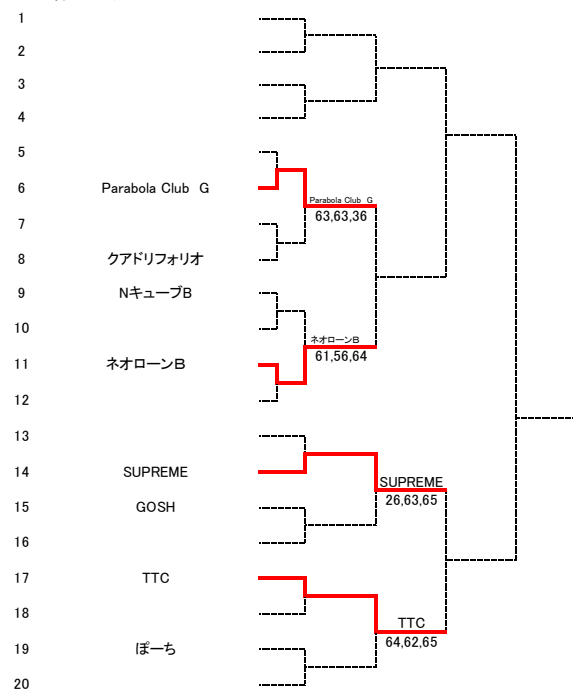 1
2
3
4
5
6 Parabola Club G
Parabola Club G
63,63,36
7
8 クアドリフォリオ
9 NキューブB
10
ネオローンB
61,56,64
11 ネオローンB
12
13
14 SUPREME
SUPREME
26,63,65
15 GOSH
16
17 TTC
18
TTC
64,62,65
19 ぽーち
20